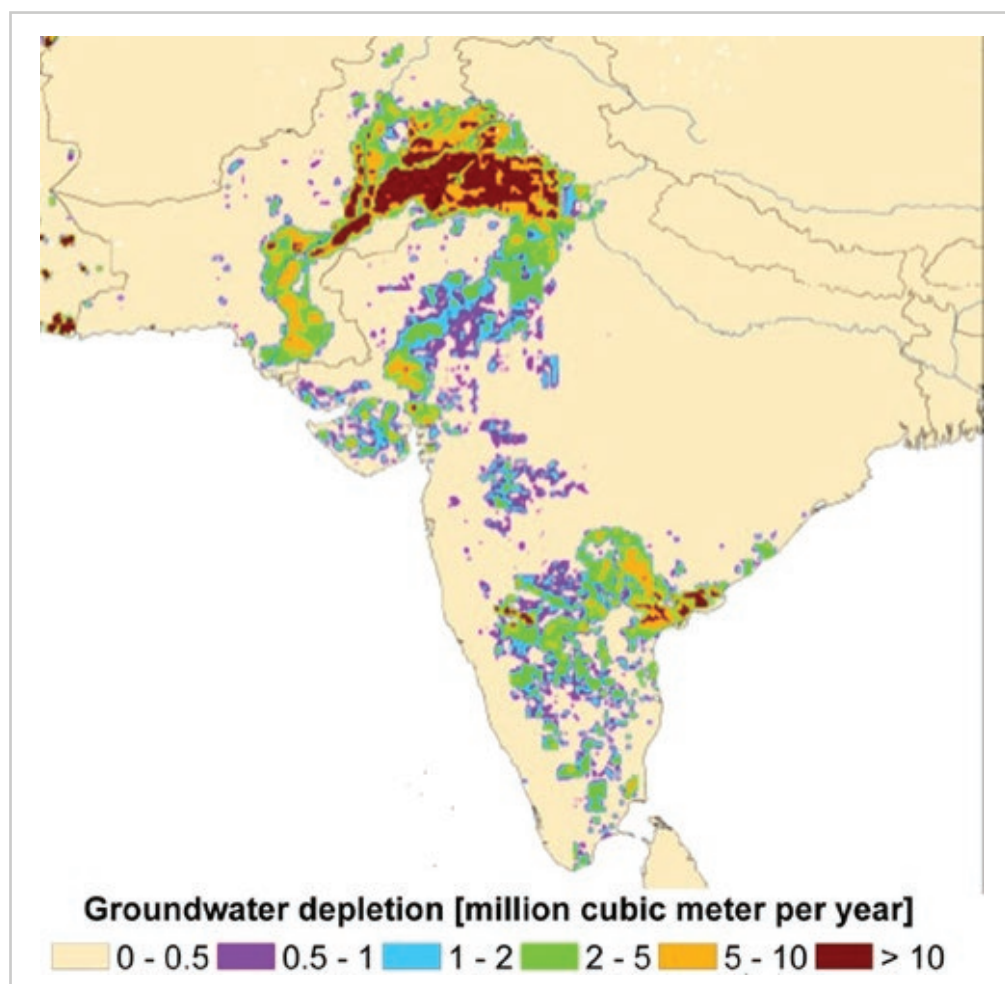 Groundwater depletion [million cubic meter per year]
0 - 0.5 0.5 - 1 1 - 2 2 - 5 5 - 10 > 10